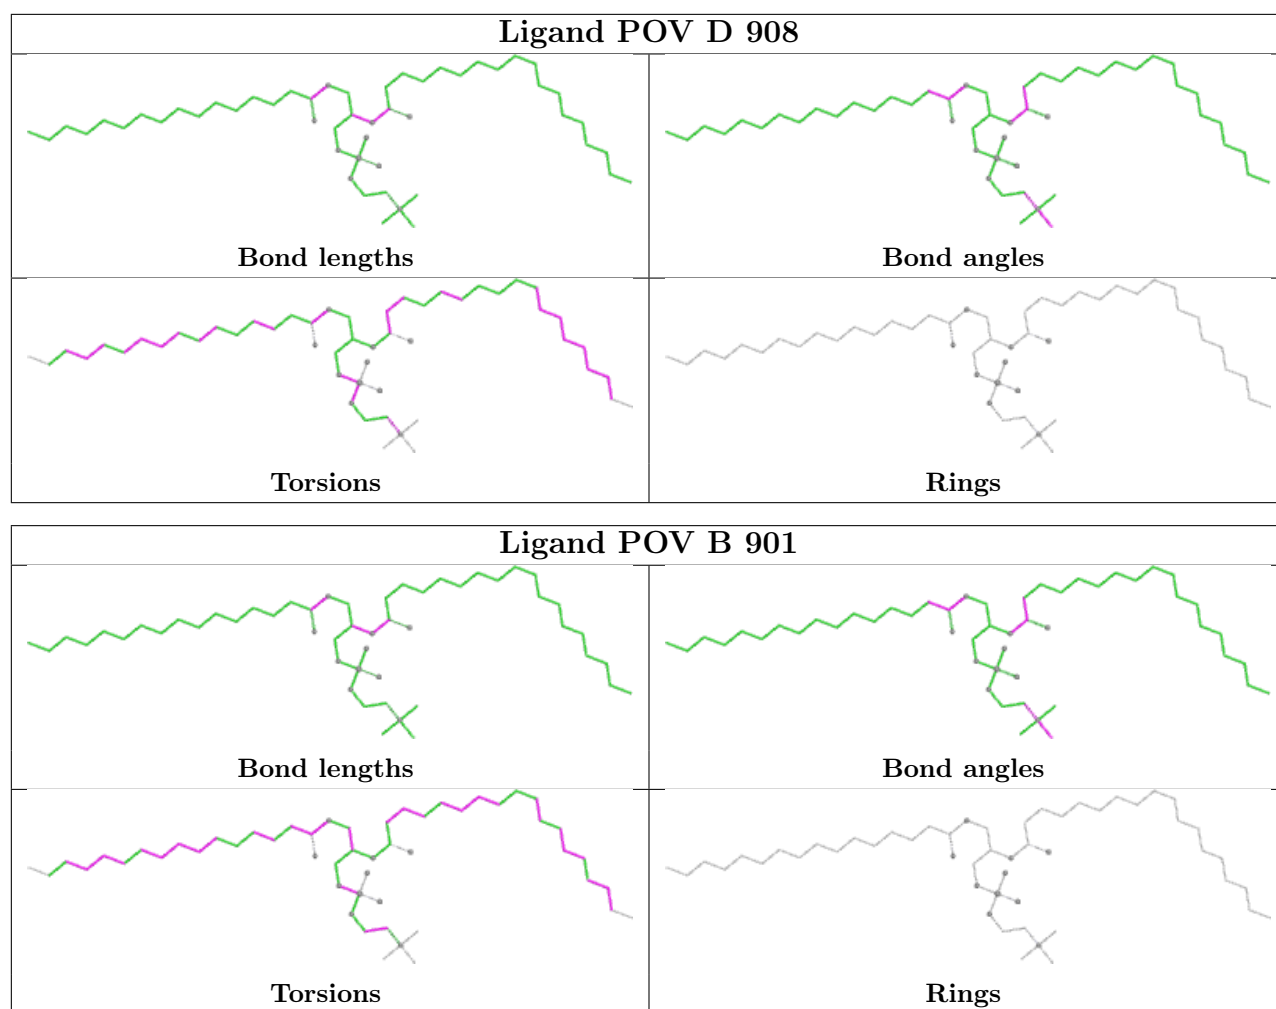 Ligand POV D 908
Bond lengths
Bond angles
Torsions
Rings
Ligand POV B 901
Bond lengths
Bond angles
Torsions
Rings